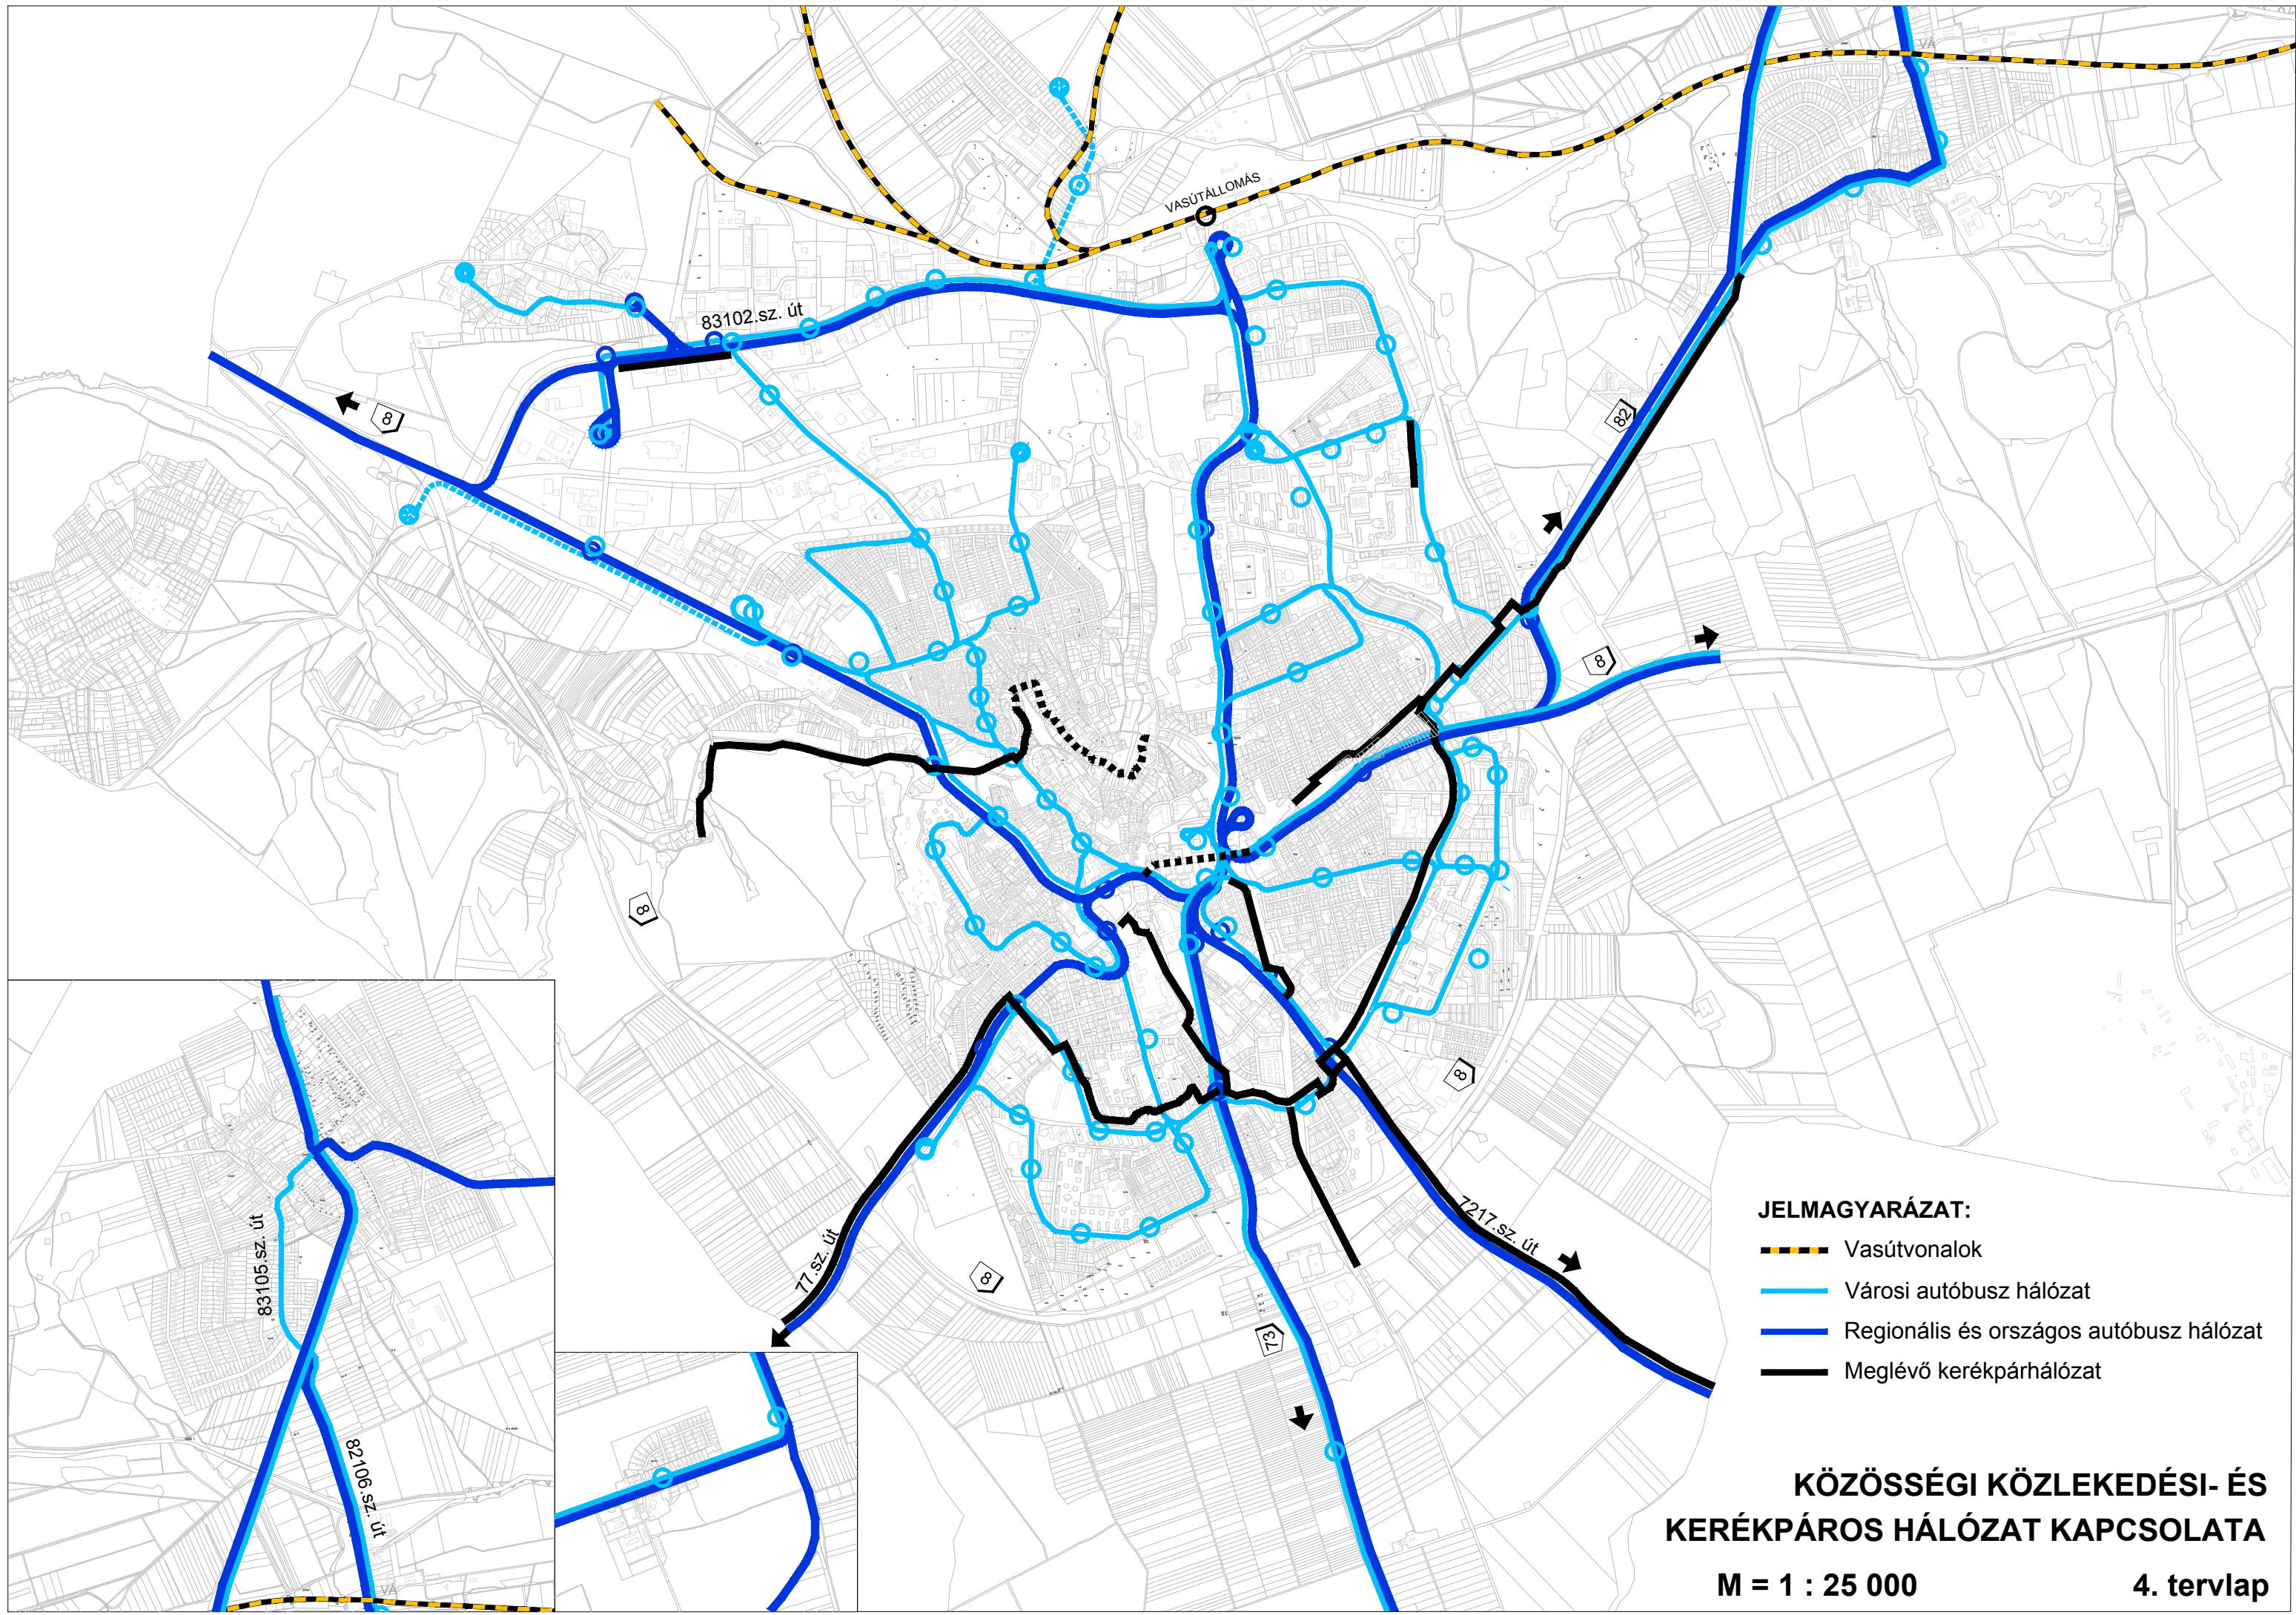 VÁ
VASÚTÁLLOMÁS
83102.sz. út
8
82
8
8
8
83105.sz. út
82106.sz. út
VÁ
77.sz. út
8
73
7217.sz. út
JELMAGYARÁZAT:
Vasútvonalok
Városi autóbusz hálózat
Regionális és országos autóbusz hálózat
Meglévő kerékpárhálózat
KÖZÖSSÉGI KÖZLEKEDÉSI- ÉS
KERÉKPÁROS HÁLÓZAT KAPCSOLATA
M = 1 : 25 000
4. tervlap